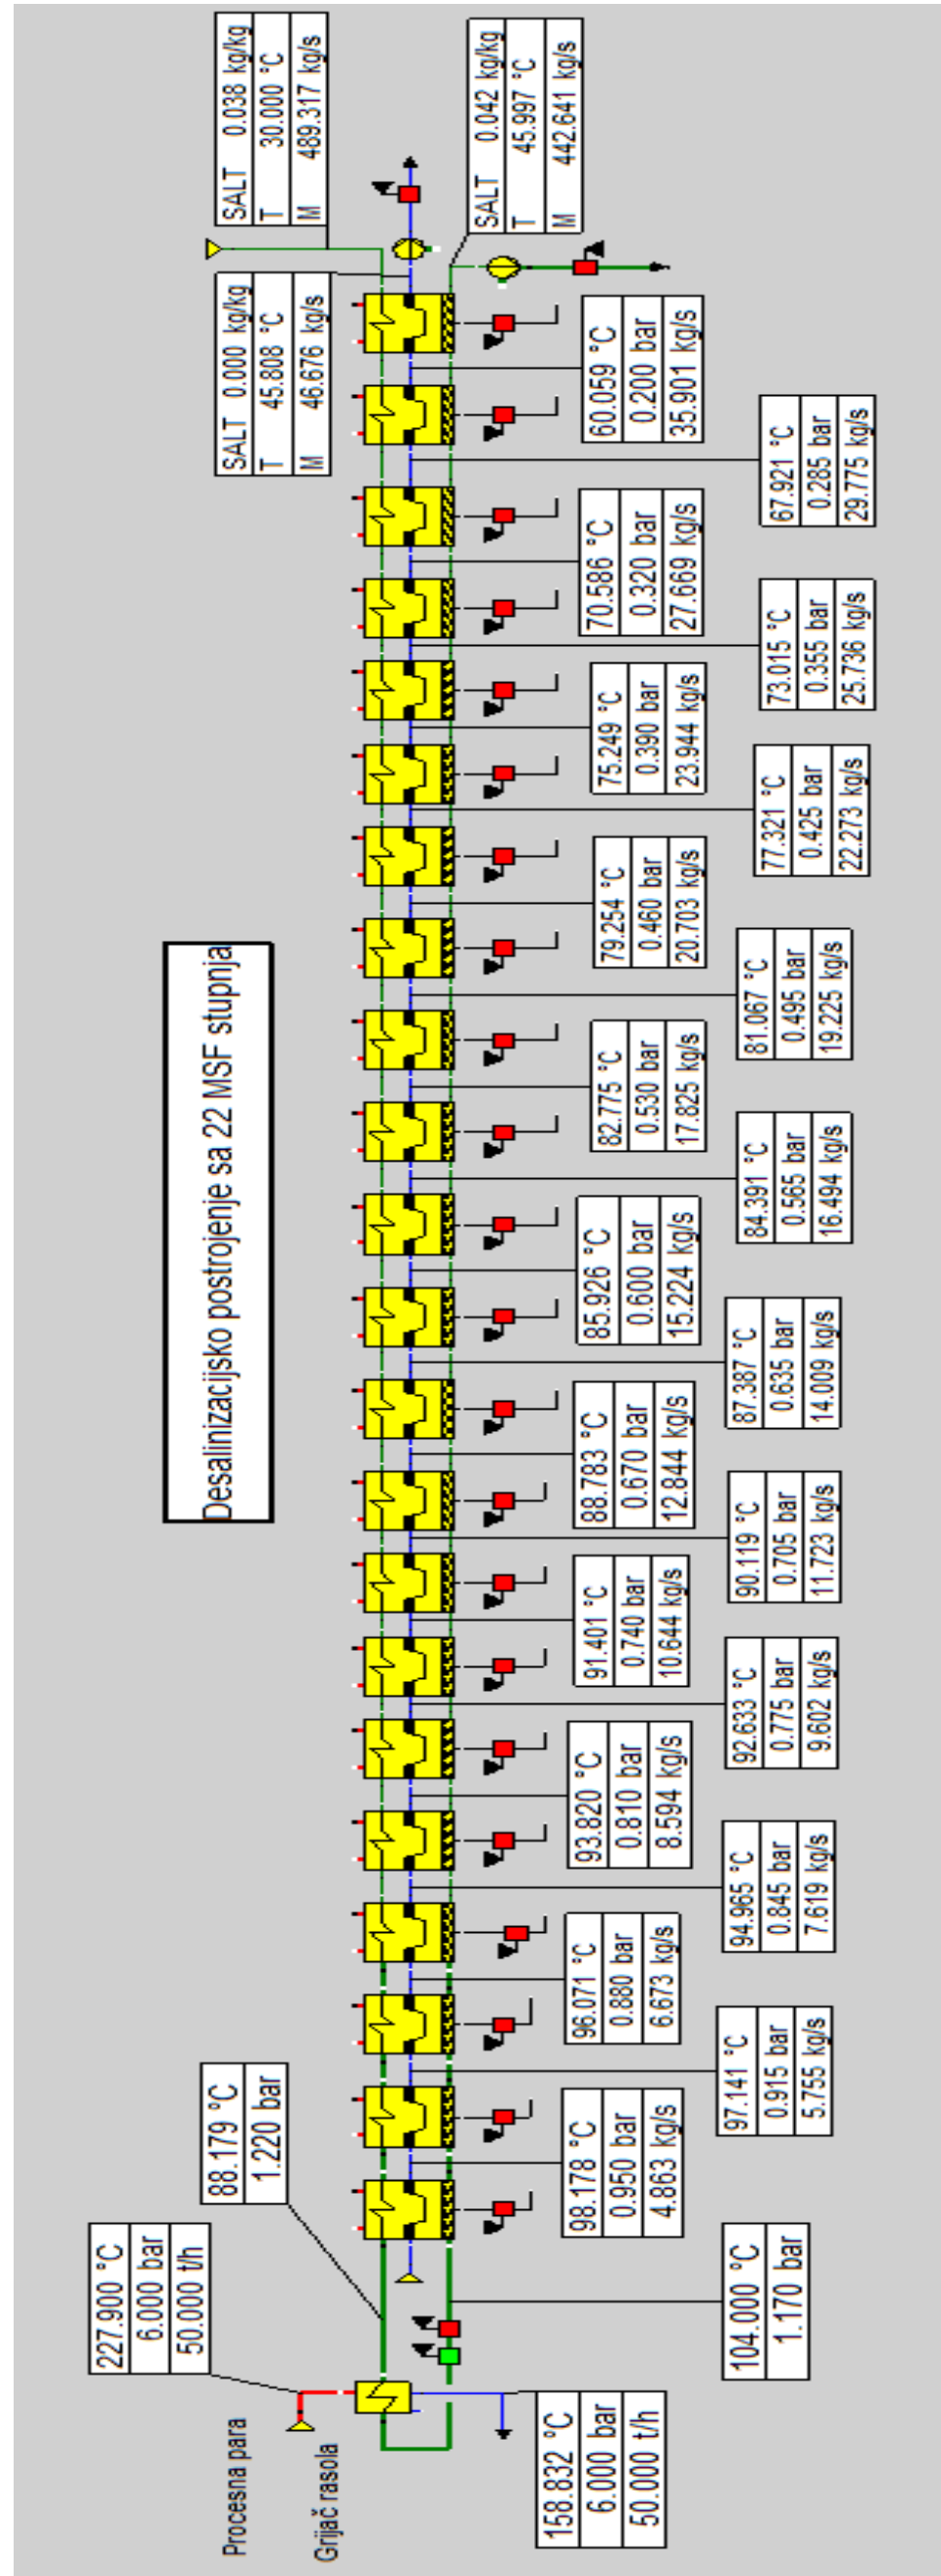 227.900 °C
6.000 bar
50.000 t/h
Desalinizacijsko postrojenje sa 22 MSF stupnja
88.179 °C
1.220 bar
Procesna para
Grijač rasola
SALT 0.000 kg/kg
T 45.808 °C
M 46.676 kg/s
SALT 0.038 kg/kg
T 30.000 °C
M 489.317 kg/s
SALT 0.042 kg/kg
T 45.997 °C
M 442.641 kg/s
158.832 °C
6.000 bar
50.000 t/h
104.000 °C
1.170 bar
98.178 °C
0.950 bar
4.863 kg/s
97.141 °C
0.915 bar
5.755 kg/s
96.071 °C
0.880 bar
6.673 kg/s
94.965 °C
0.845 bar
7.619 kg/s
93.820 °C
0.810 bar
8.594 kg/s
92.633 °C
0.775 bar
9.602 kg/s
91.401 °C
0.740 bar
10.644 kg/s
90.119 °C
0.705 bar
11.723 kg/s
88.783 °C
0.670 bar
12.844 kg/s
87.387 °C
0.635 bar
14.009 kg/s
85.926 °C
0.600 bar
15.224 kg/s
84.391 °C
0.565 bar
16.494 kg/s
82.775 °C
0.530 bar
17.825 kg/s
81.067 °C
0.495 bar
19.225 kg/s
79.254 °C
0.460 bar
20.703 kg/s
77.321 °C
0.425 bar
22.273 kg/s
75.249 °C
0.390 bar
23.944 kg/s
73.015 °C
0.355 bar
25.736 kg/s
70.586 °C
0.320 bar
27.669 kg/s
67.921 °C
0.285 bar
29.775 kg/s
60.059 °C
0.200 bar
35.901 kg/s